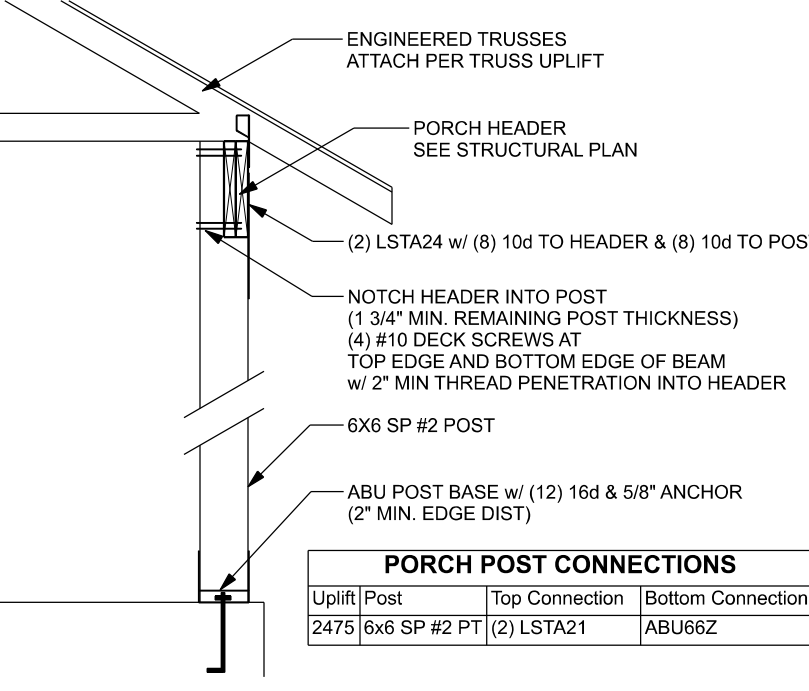 ENGINEERED TRUSSES
ATTACH PER TRUSS UPLIFT
PORCH HEADER
SEE STRUCTURAL PLAN
(2) LSTA24 w/ (8) 10d TO HEADER & (8) 10d TO POS
NOTCH HEADER INTO POST
(1 3/4" MIN. REMAINING POST THICKNESS)
(4) #10 DECK SCREWS AT
TOP EDGE AND BOTTOM EDGE OF BEAM
w/ 2" MIN THREAD PENETRATION INTO HEADER
6X6 SP #2 POST
ABU POST BASE w/ (12) 16d & 5/8" ANCHOR
(2" MIN. EDGE DIST)
PORCH POST CONNECTIONS
Uplift Post Top Connection Bottom Connection
2475 6x6 SP #2 PT (2) LSTA21 ABU66Z